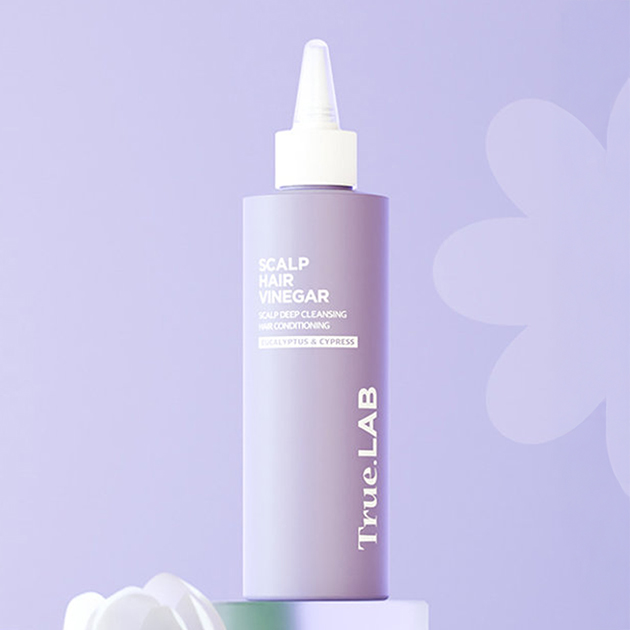 SCALP
HAIR
VINEGAR
SCALP DEEP CLEANSING
HAIR CONDITIONING
EUCALYPTUS & CYPRESS
True.LAB